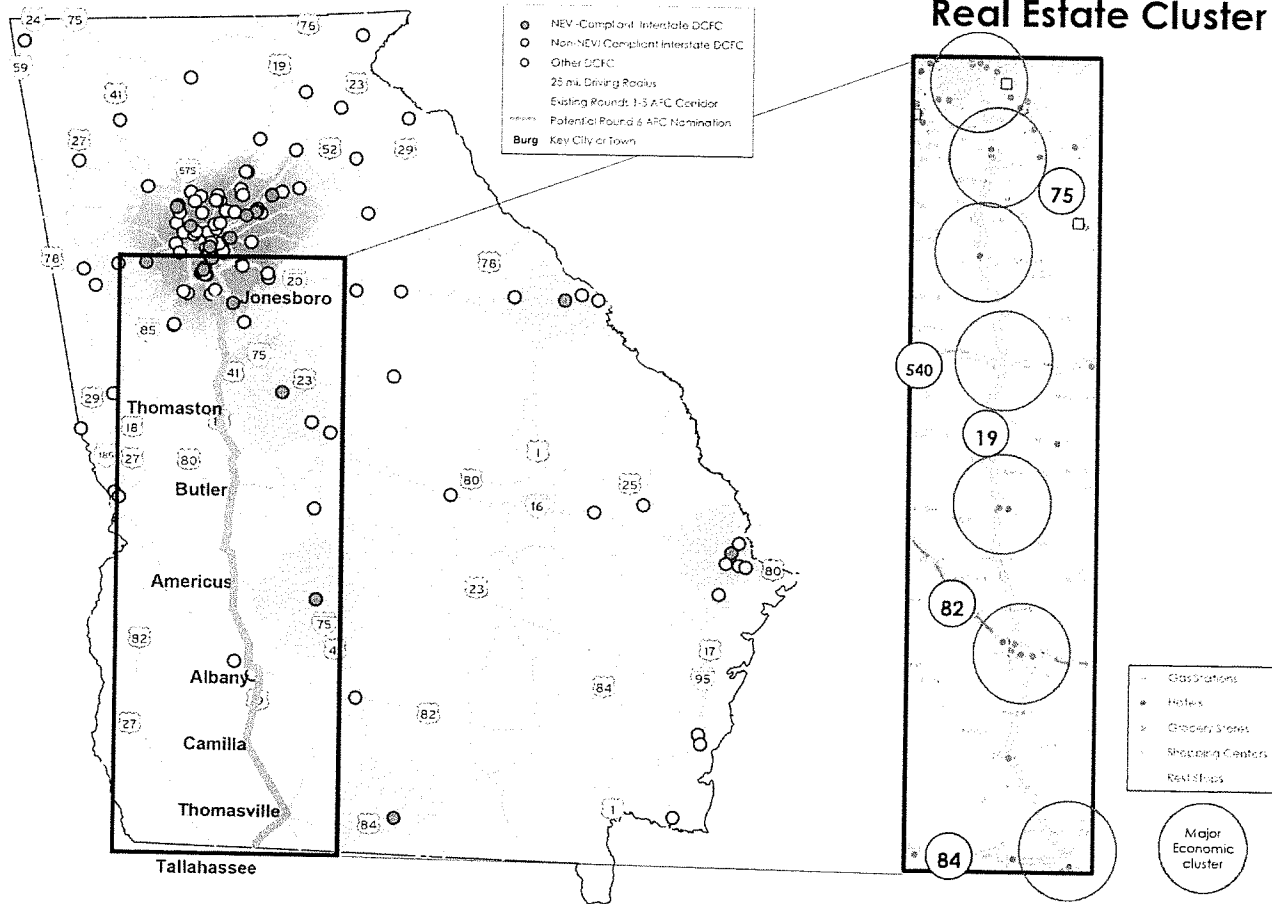 Real Estate Cluster
NEVI-Compliant Interstate DCFC
Non-NEVI Compliant Interstate DCFC
Other DCFC
25 mi. Driving Radius
Existing Rounds 1-5 AFC Corridor
Potential Round 6 AFC Nomination
Burg Key City or Town
24
75
76
59
19
41
23
27
52
29
575
78
78
20
Jonesboro
85
75
41
23
29
Thomaston
18
185
27
80
1
Butler
80
25
16
Americus
80
23
82
75
Albany
17
95
84
27
82
Camilla
Thomasville
84
1
Tallahassee
75
540
19
82
84
Gas Stations
Hotels
Grocery Stores
Shopping Centers
Rest Stops
Major
Economic
cluster